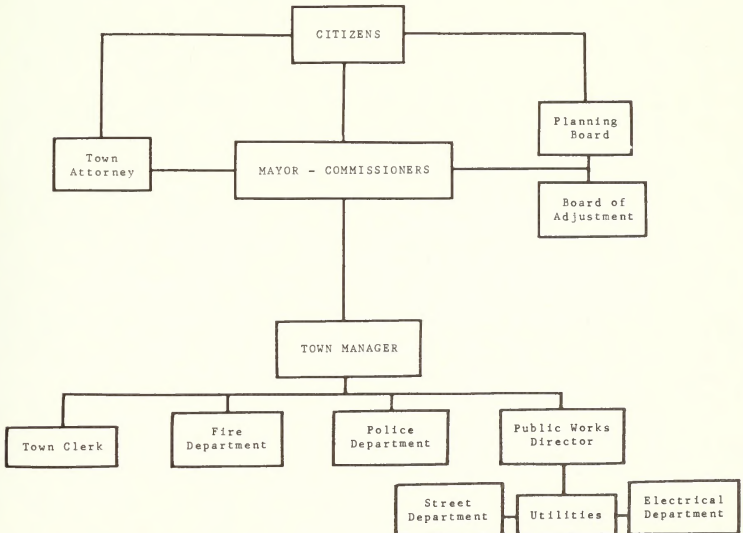 CITIZENS
Planning
Board
Town
Attorney
MAYOR - COMMISSIONERS
Board of
Adjustment
TOWN MANAGER
Town Clerk
Fire
Department
Police
Department
Public Works
Director
Street
Department
Utilities
Electrical
Department